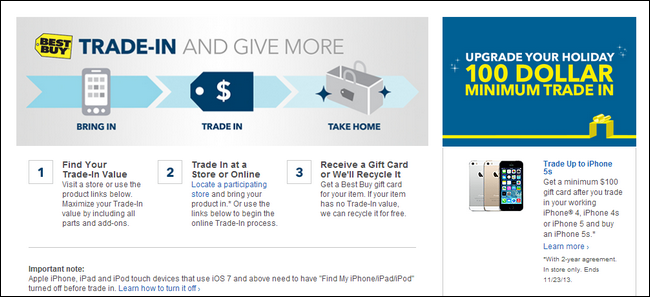 BEST BUY
TRADE-IN AND GIVE MORE
$
BRING IN
TRADE IN
TAKE HOME
1
Find Your
Trade-In Value
Visit a store or use the
product links below.
Maximize your Trade-In
value by including all
parts and add-ons.
2
Trade In at a
Store or Online
Locate a participating
store and bring your
product in.* Or use the
links below to begin the
online Trade-In process.
3
Receive a Gift Card
or We'll Recycle It
Get a Best Buy gift card
for your item. If your item
has no Trade-In value,
we can recycle it for free.
Important note:
Apple iPhone, iPad and iPod touch devices that use iOS 7 and above need to have "Find My iPhone/iPad/iPod"
turned off before trade in. Learn how to turn it off ›
UPGRADE YOUR HOLIDAY
100 DOLLAR
MINIMUM TRADE IN
Trade Up to iPhone
5s
Get a minimum $100
gift card after you trade
in your working
iPhone® 4, iPhone 4s
or iPhone 5 and buy
an iPhone 5s.*
Learn more ›
*With 2-year agreement.
In store only. Ends
11/23/13.